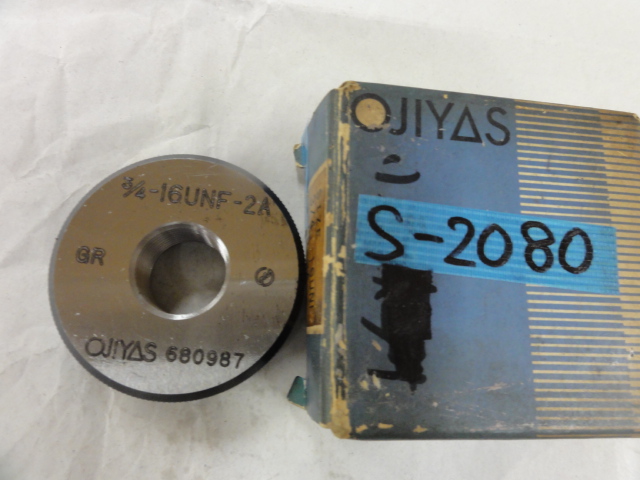 3/4-16UNF-2A
GR
OJIYAS 680987
OJIYAS
S-2080